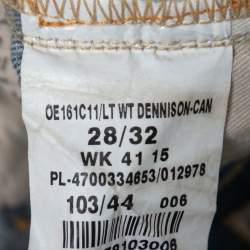 OE161C11/LT WT DENNISON-CAN
28/32
WK 41 15
PL-4700334653/012978
103/44 006